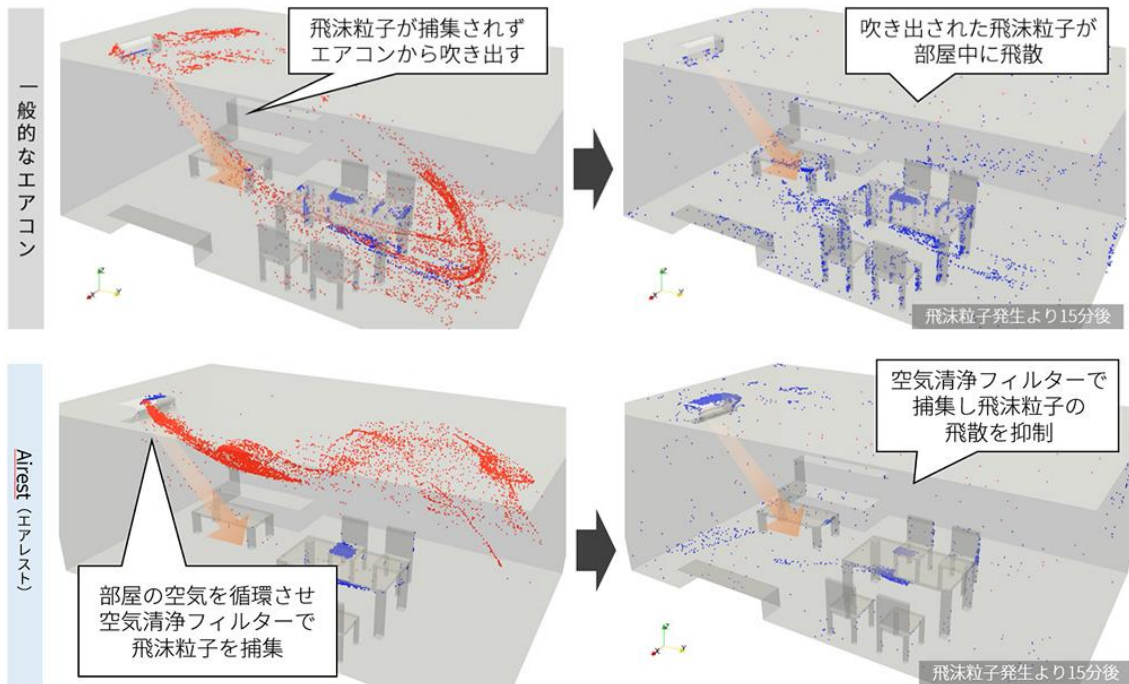 一般的なエアコン
飛沫粒子が捕集されず
エアコンから吹き出す
吹き出された飛沫粒子が
部屋中に飛散
飛沫粒子発生より15分後
Airest（エアレスト）
部屋の空気を循環させ
空気清浄フィルターで
飛沫粒子を捕集
空気清浄フィルターで
捕集し飛沫粒子の
飛散を抑制
飛沫粒子発生より15分後